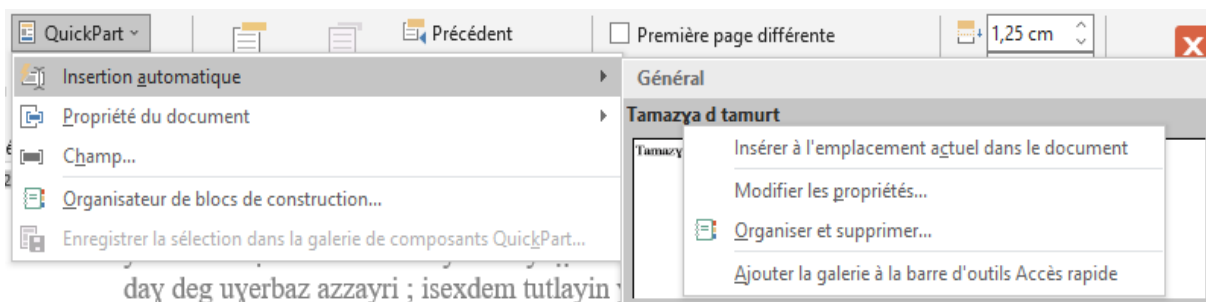 QuickPart
Précédent
Première page différente
1,25 cm
Insertion automatique
Propriété du document
Champ...
Organisateur de blocs de construction...
Enregistrer la sélection dans la galerie de composants QuickPart...
Général
Tamazɣa d tamurt
Tamazɣ
Insérer à l'emplacement actuel dans le document
Modifier les propriétés...
Organiser et supprimer...
Ajouter la galerie à la barre d'outils Accès rapide
daɣ deg uɣerbaz azzayri ; isexdem tutlayin